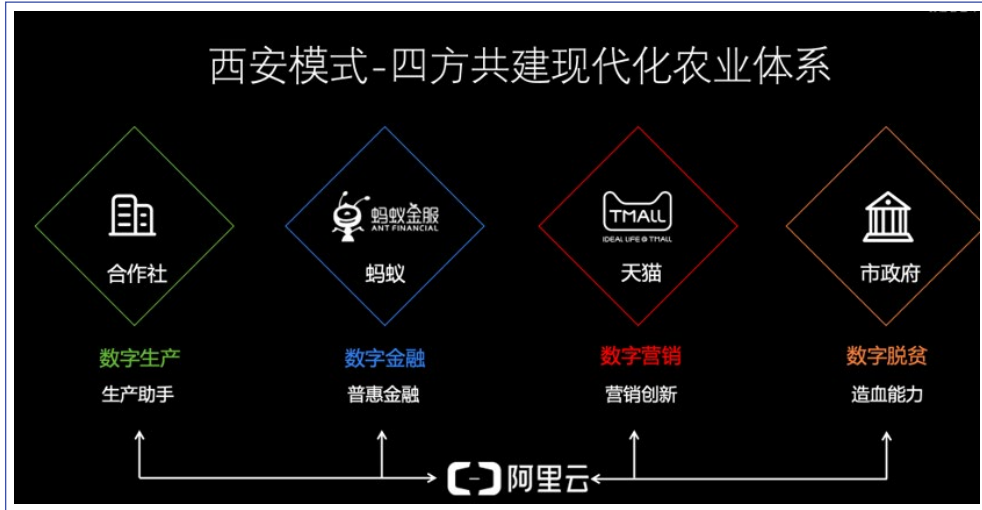 西安模式-四方共建现代化农业体系
蚂蚁金服
ANT FINANCIAL
TMALL
IDEAL LIFE @ TMALL
合作社
蚂蚁
天猫
市政府
数字生产
数字金融
数字营销
数字脱贫
生产助手
普惠金融
营销创新
造血能力
阿里云